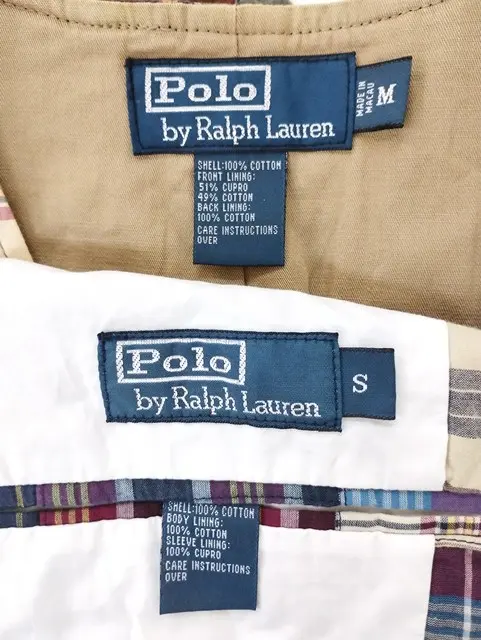 Polo
by Ralph Lauren
MADE IN
MACAU
M
SHELL:100% COTTON
FRONT LINING:
51% CUPRO
49% COTTON
BACK LINING:
100% COTTON
CARE INSTRUCTIONS
OVER
Polo
by Ralph Lauren
S
SHELL:100% COTTON
BODY LINING:
100% COTTON
SLEEVE LINING:
100% CUPRO
CARE INSTRUCTIONS
OVER